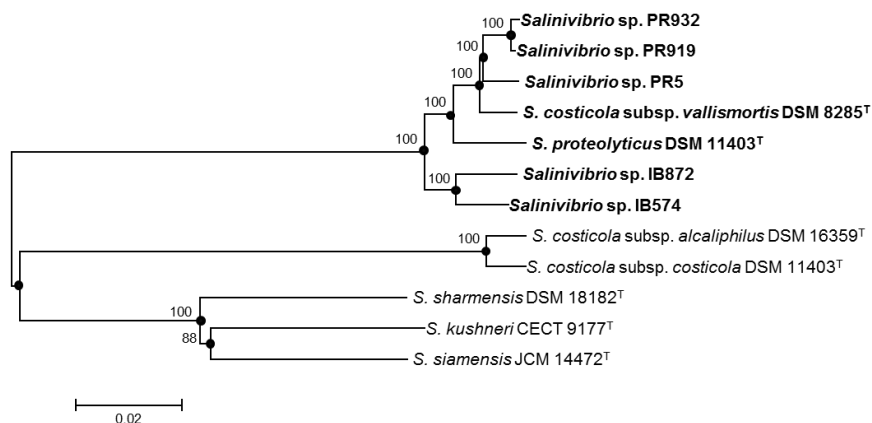 100
Salinivibrio sp. PR932
100
Salinivibrio sp. PR919
100
Salinivibrio sp. PR5
100
S. costicola subsp. vallismortis DSM 8285ᵀ
100
S. proteolyticus DSM 11403ᵀ
100
Salinivibrio sp. IB872
Salinivibrio sp. IB574
100
S. costicola subsp. alcaliphilus DSM 16359ᵀ
S. costicola subsp. costicola DSM 11403ᵀ
100
S. sharmensis DSM 18182ᵀ
88
S. kushneri CECT 9177ᵀ
S. siamensis JCM 14472ᵀ
0.02